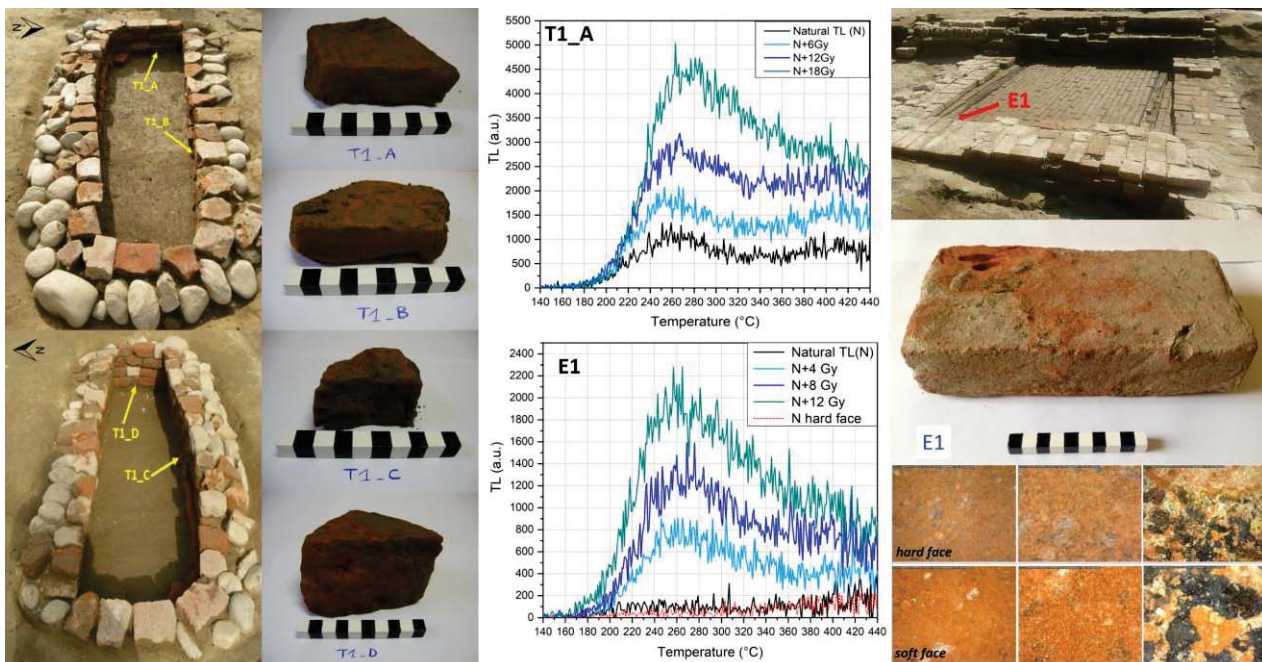 N
T1_A
T1_B
T1_A
T1_B
N
T1_D
T1_C
T1_C
T1_D
T1_A
Natural TL (N)
N+6Gy
N+12Gy
N+18Gy
TL (a.u.)
5500
5000
4500
4000
3500
3000
2500
2000
1500
1000
500
0
140 160 180 200 220 240 260 280 300 320 340 360 380 400 420 440
Temperature (°C)
E1
Natural TL(N)
N+4 Gy
N+8 Gy
N+12 Gy
N hard face
TL (a.u.)
2400
2200
2000
1800
1600
1400
1200
1000
800
600
400
200
0
140 160 180 200 220 240 260 280 300 320 340 360 380 400 420 440
Temperature (°C)
E1
E1
hard face
soft face